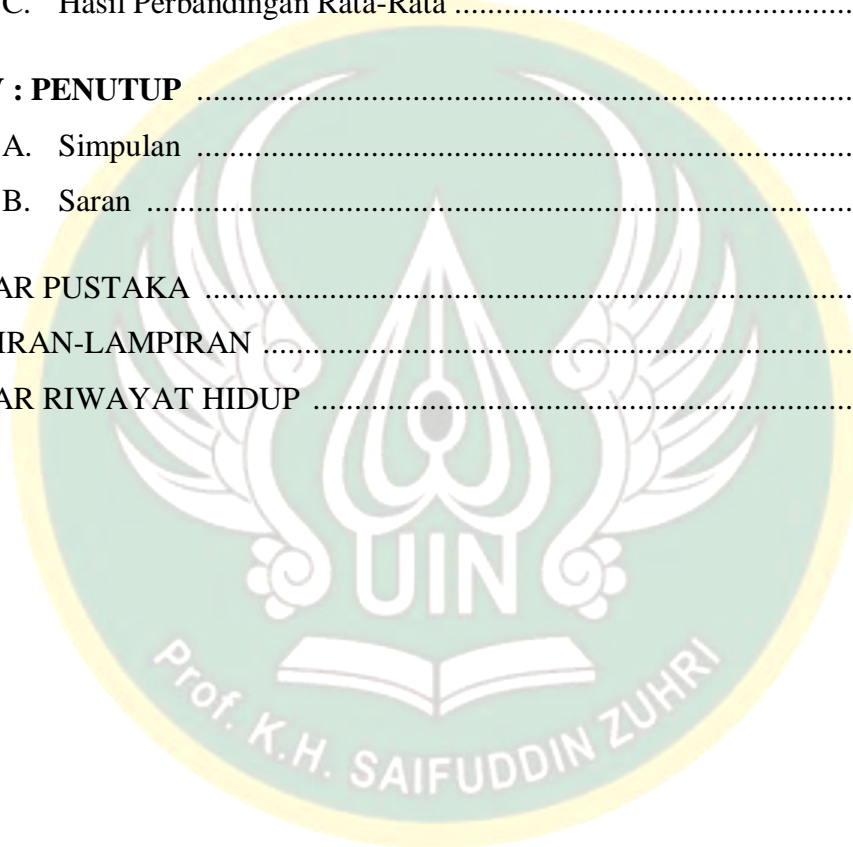 C. Hasil Perbandingan Rata-Rata ........................................................
: PENUTUP ........................................................................................
A. Simpulan ........................................................................................
B. Saran ...............................................................................................
AR PUSTAKA .......................................................................................
IRAN-LAMPIRAN ...............................................................................
AR RIWAYAT HIDUP .........................................................................
UIN
Prof. K.H. SAIFUDDIN ZUHRI